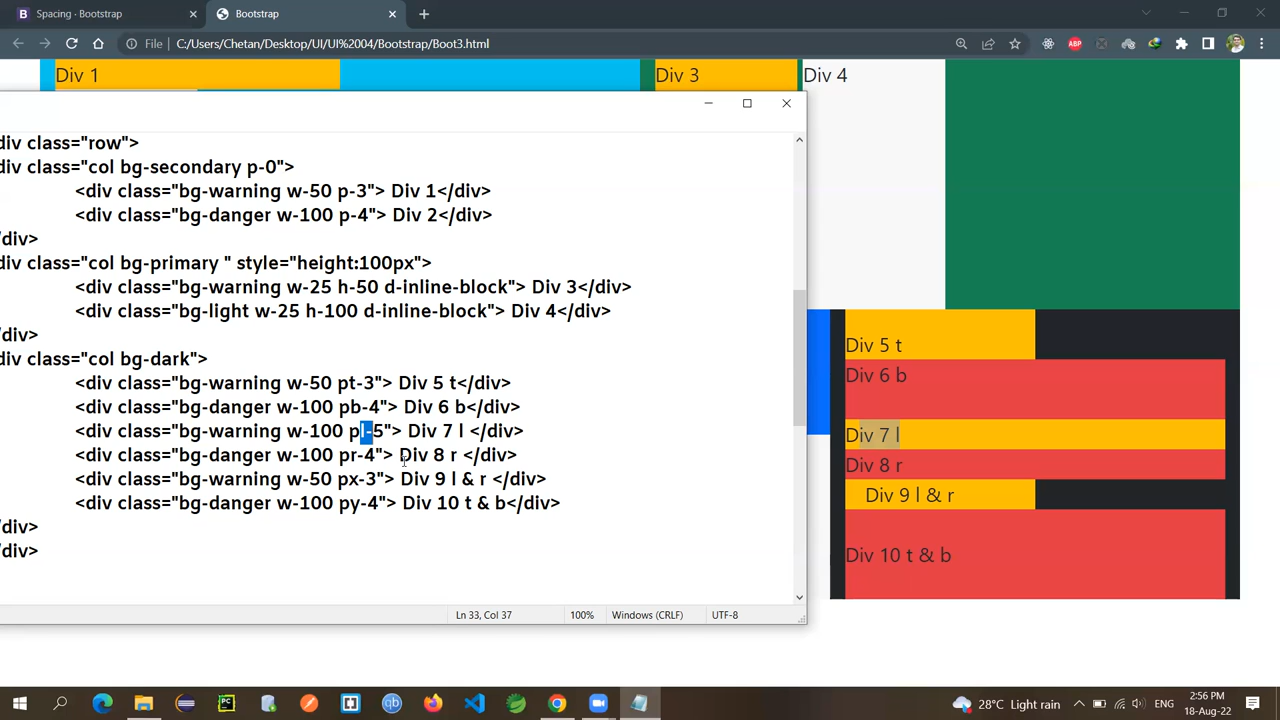 Spacing · Bootstrap
Bootstrap
File
C:/Users/Chetan/Desktop/UI/UI%2004/Bootstrap/Boot3.html
ABP
Div 1
Div 3
Div 4
div class="row">
div class="col bg-secondary p-0">
<div class="bg-warning w-50 p-3"> Div 1</div>
<div class="bg-danger w-100 p-4"> Div 2</div>
/div>
div class="col bg-primary " style="height:100px">
<div class="bg-warning w-25 h-50 d-inline-block"> Div 3</div>
<div class="bg-light w-25 h-100 d-inline-block"> Div 4</div>
/div>
div class="col bg-dark">
<div class="bg-warning w-50 pt-3"> Div 5 t</div>
<div class="bg-danger w-100 pb-4"> Div 6 b</div>
<div class="bg-warning w-100 pl-5"> Div 7 l </div>
<div class="bg-danger w-100 pr-4"> Div 8 r </div>
<div class="bg-warning w-50 px-3"> Div 9 l & r </div>
<div class="bg-danger w-100 py-4"> Div 10 t & b</div>
/div>
/div>
Div 5 t
Div 6 b
Div 7 l
Div 8 r
Div 9 l & r
Div 10 t & b
Ln 33, Col 37
100%
Windows (CRLF)
UTF-8
PC
qb
28°C Light rain
ENG
2:56 PM
18-Aug-22